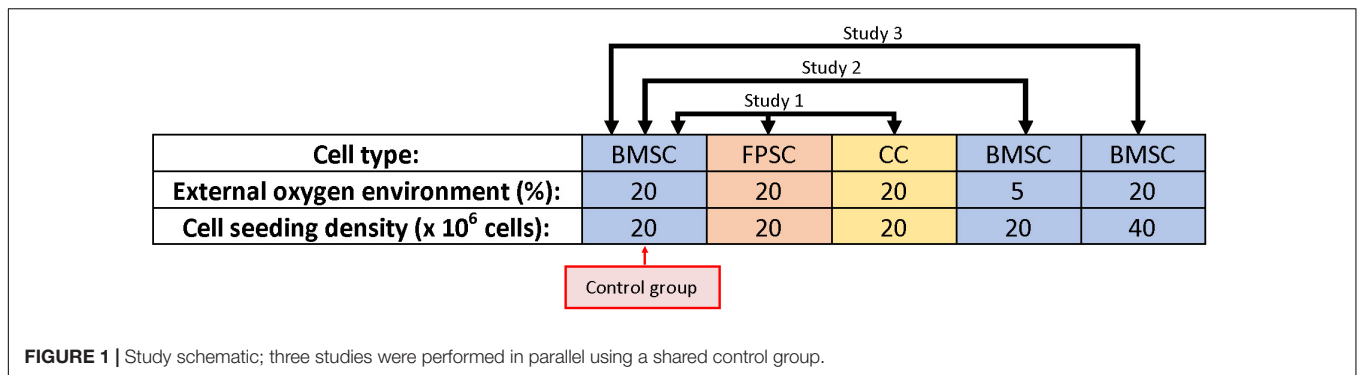 Study 3
Study 2
Study 1
Cell type: BMSC FPSC CC BMSC BMSC
External oxygen environment (%): 20 20 20 5 20
Cell seeding density (x 10⁶ cells): 20 20 20 20 40
Control group
FIGURE 1 | Study schematic; three studies were performed in parallel using a shared control group.